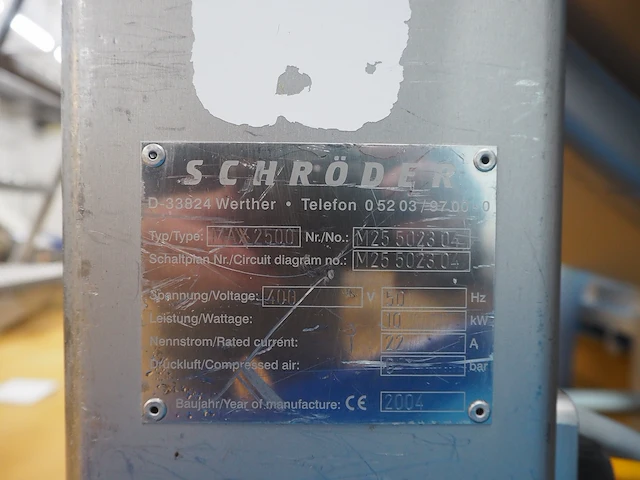 SCHRÖDER
D-33824 Werther • Telefon 0 52 03 / 97 00-0
Typ/Type: MAX 2500 Nr./No.: M25 5023 04
Schaltplan Nr./Circuit diagram no.: M25 5023 04
Spannung/Voltage: 400 V 50 Hz
Leistung/Wattage: 10 kW
Nennstrom/Rated current: 22 A
Druckluft/Compressed air: bar
Baujahr/Year of manufacture: CE 2004